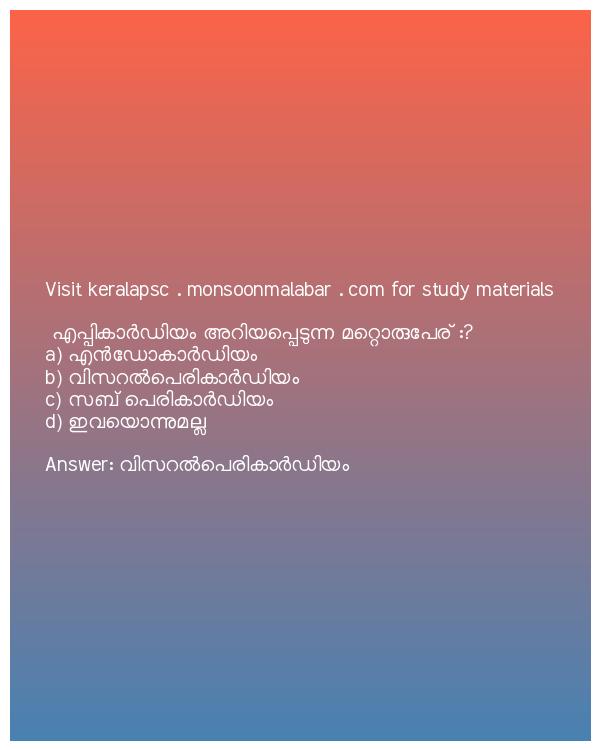 Visit keralapsc . monsoonmalabar . com for study materials
എപ്പികാർഡിയം അറിയപ്പെടുന്ന മറ്റൊരുപേര് :?
a) എൻഡോകാർഡിയം
b) വിസറൽപെരികാർഡിയം
c) സബ് പെരികാർഡിയം
d) ഇവയൊന്നുമല്ല
Answer: വിസറൽപെരികാർഡിയം